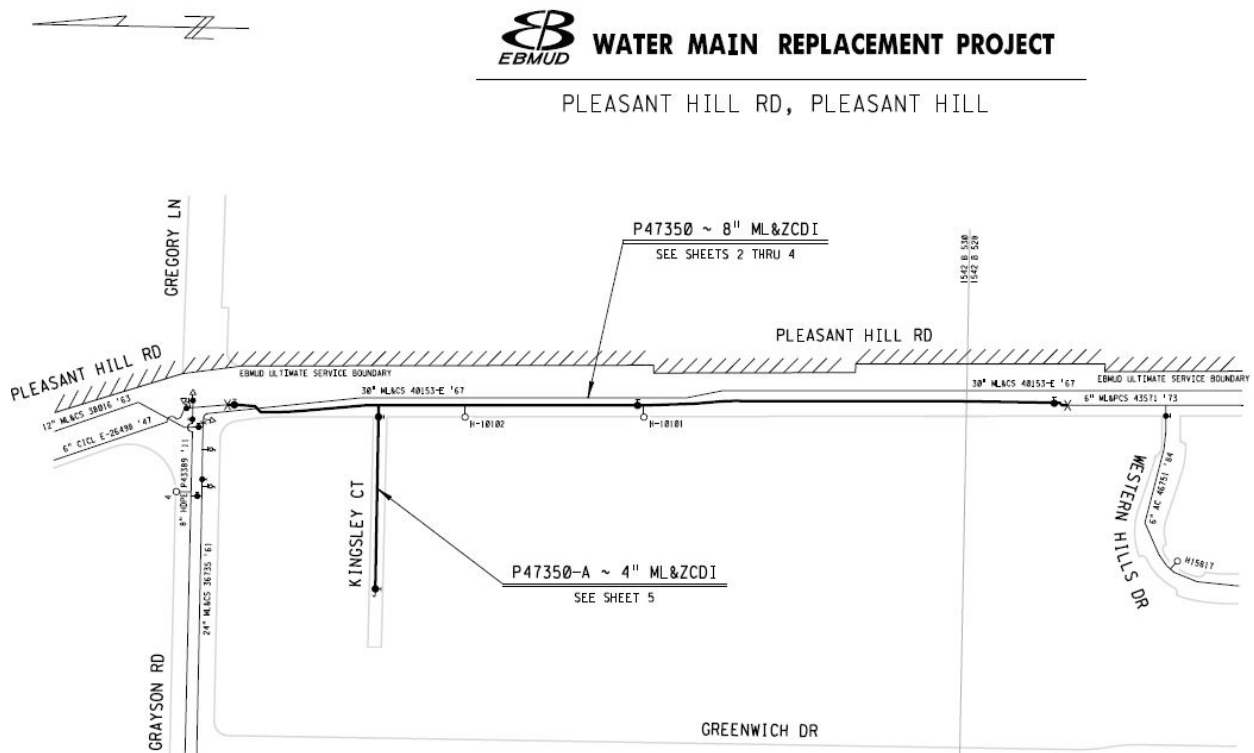 EBMUD
WATER MAIN REPLACEMENT PROJECT
PLEASANT HILL RD, PLEASANT HILL
GREGORY LN
P47350 ~ 8" ML&ZCDI
SEE SHEETS 2 THRU 4
1542 B 530
1542 B 528
PLEASANT HILL RD
PLEASANT HILL RD
EBMUD ULTIMATE SERVICE BOUNDARY
EBMUD ULTIMATE SERVICE BOUNDARY
30" ML&CS 40153-E '67
30" ML&CS 40153-E '67
6" ML&PCS 43571 '73
12" ML&CS 38016 '63
6" CICL E-26498 '47
H-10102
H-10101
8" HDPE P43389 '11
4
KINGSLEY CT
WESTERN HILLS DR
6" AC 46751 '84
H15817
P47350-A ~ 4" ML&ZCDI
SEE SHEET 5
24" ML&CS 36735 '61
GRAYSON RD
GREENWICH DR